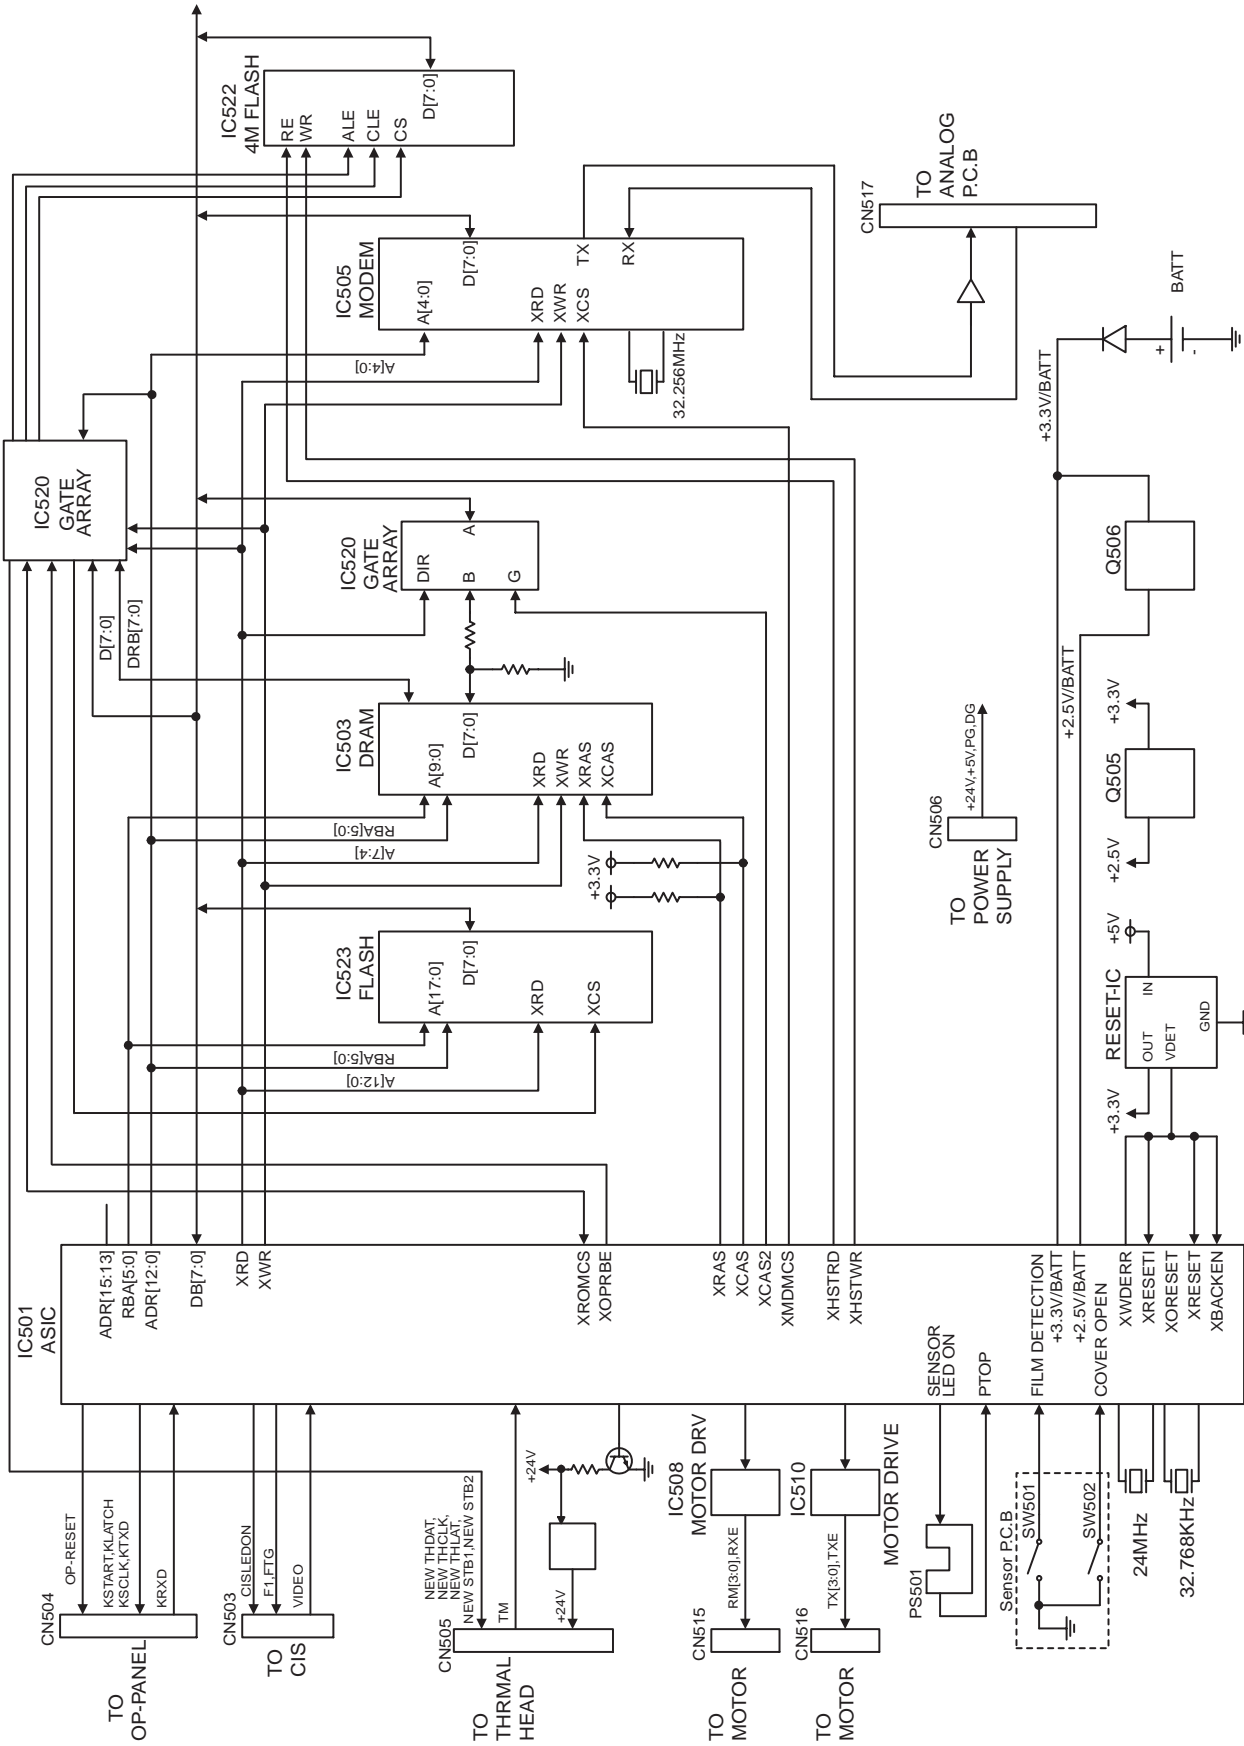 IC501
ASIC
ADR[15:13]
RBA[5:0]
ADR[12:0]
DB[7:0]
XRD
XWR
XROMCS
XOPRBE
XRAS
XCAS
XCAS2
XMDMCS
XHSTRD
XHSTWR
SENSOR
LED ON
PTOP
FILM DETECTION
+3.3V/BATT
+2.5V/BATT
COVER OPEN
XWDERR
XRESETI
XORESET
XRESET
XBACKEN
CN504
TO
OP-PANEL
OP-RESET
KSTART,KLATCH
KSCLK,KTXD
KRXD
CN503
TO
CIS
CISLEDON
F1,FTG
VIDEO
CN505
TO
THRMAL
HEAD
NEW THDAT,
NEW THCLK,
NEW THLAT,
NEW STB1,NEW STB2
TM
+24V
+24V
IC508
MOTOR DRV
CN515
RM[3:0],RXE
TO
MOTOR
IC510
MOTOR DRIVE
CN516
TX[3:0],TXE
TO
MOTOR
PS501
Sensor P.C.B
SW501
SW502
24MHz
32.768KHz
IC523
FLASH
A[17:0]
D[7:0]
XRD
XCS
RBA[5:0]
A[12:0]
+3.3V
IC503
DRAM
A[9:0]
D[7:0]
XRD
XWR
XRAS
XCAS
RBA[5:0]
A[7:4]
IC520
GATE
ARRAY
DIR
A
B
G
IC520
GATE
ARRAY
D[7:0]
DRB[7:0]
IC505
MODEM
A[4:0]
D[7:0]
XRD
XWR
XCS
TX
RX
A[4:0]
32.256MHz
IC522
4M FLASH
RE
WR
ALE
CLE
CS
D[7:0]
CN517
TO
ANALOG
P.C.B
CN506
TO
POWER
SUPPLY
+24V,+5V,PG,DG
RESET-IC
OUT
IN
VDET
GND
+3.3V
+5V
Q505
+2.5V
+3.3V
Q506
+2.5V/BATT
+3.3V/BATT
BATT
+
-